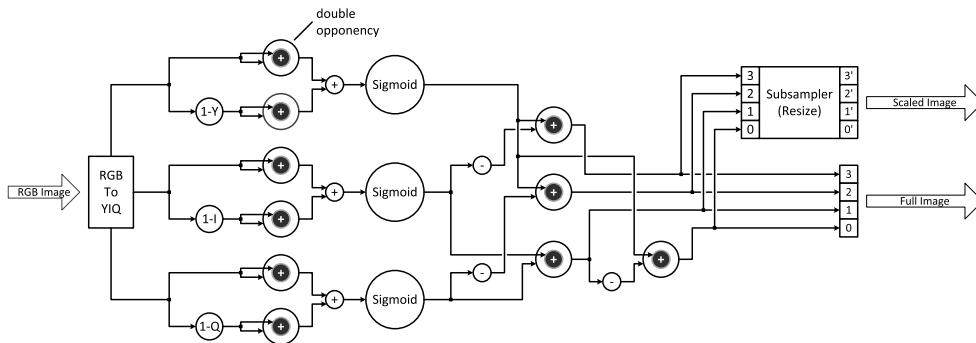 double
opponency
+
+
Sigmoid
1-Y
+
+
+
+
-
3
2
1
0
Subsampler
(Resize)
3'
2'
1'
0'
Scaled Image
RGB Image
RGB
To
YIQ
+
+
Sigmoid
1-I
+
+
3
2
1
0
Full Image
+
+
Sigmoid
1-Q
+
-
+
-
+